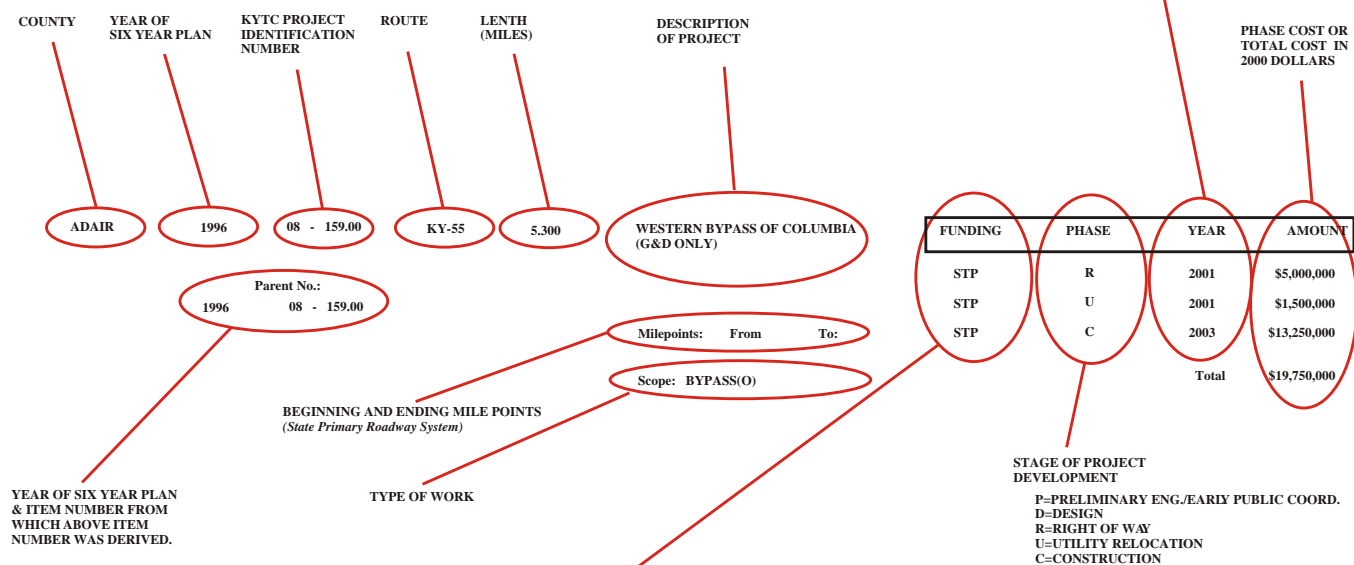 COUNTY
YEAR OF
SIX YEAR PLAN
KYTC PROJECT
IDENTIFICATION
NUMBER
ROUTE
LENTH
(MILES)
DESCRIPTION
OF PROJECT
PHASE COST OR
TOTAL COST IN
2000 DOLLARS
ADAIR 1996 08 - 159.00 KY-55 5.300 WESTERN BYPASS OF COLUMBIA
(G&D ONLY)
FUNDING PHASE YEAR AMOUNT
STP R 2001 $5,000,000
STP U 2001 $1,500,000
STP C 2003 $13,250,000
Total $19,750,000
Parent No.:
1996 08 - 159.00
Milepoints: From To:
Scope: BYPASS(O)
BEGINNING AND ENDING MILE POINTS
(State Primary Roadway System)
YEAR OF SIX YEAR PLAN
& ITEM NUMBER FROM
WHICH ABOVE ITEM
NUMBER WAS DERIVED.
TYPE OF WORK
STAGE OF PROJECT
DEVELOPMENT
P=PRELIMINARY ENG./EARIY PUBLIC COORD.
D=DESIGN
R=RIGHT OF WAY
U=UTILITY RELOCATION
C=CONSTRUCTION